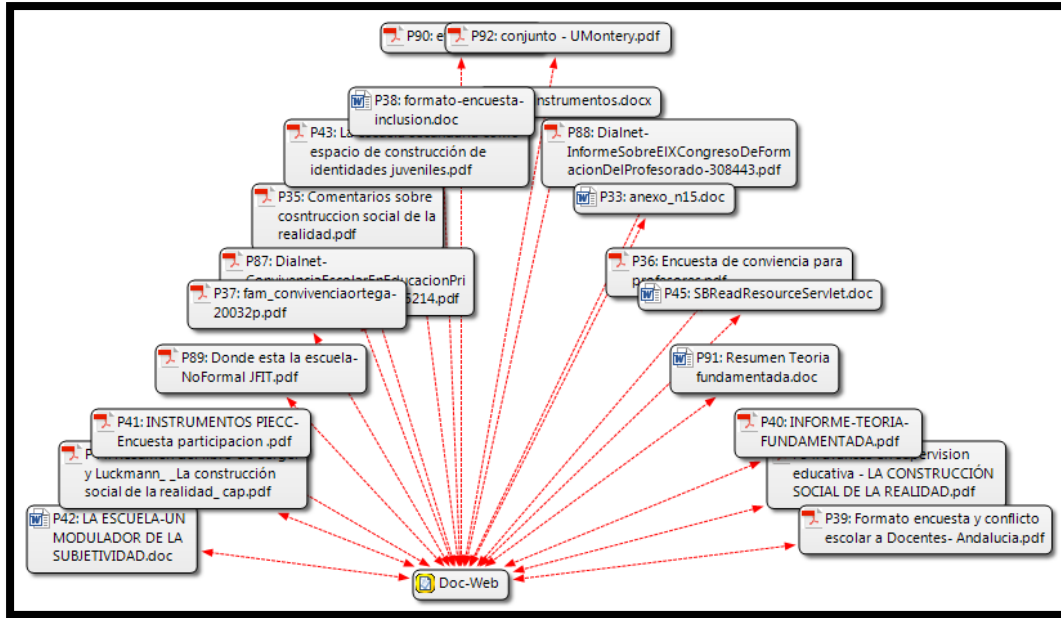 P90: e
P92: conjunto - UMontery.pdf
P38: formato-encuesta-
inclusion.doc
nstrumentos.docx
P43: La
espacio de construcción de
identidades juveniles.pdf
P88: Dialnet-
InformeSobreElXCongresoDeForm
acionDelProfesorado-308443.pdf
P35: Comentarios sobre
cosntruccion social de la
realidad.pdf
P33: anexo_n15.doc
P87: Dialnet-
ConvivenciaEscolarEnEducacionPri
5214.pdf
P37: fam_convivenciaortega-
20032p.pdf
P36: Encuesta de conviencia para
profesores.pdf
P45: SBReadResourceServlet.doc
P89: Donde esta la escuela-
NoFormal JFIT.pdf
P91: Resumen Teoria
fundamentada.doc
P41: INSTRUMENTOS PIECC-
Encuesta participacion .pdf
P40: INFORME-TEORIA-
FUNDAMENTADA.pdf
y Luckmann_ _La construcción
social de la realidad_ cap.pdf
educativa - LA CONSTRUCCIÓN
SOCIAL DE LA REALIDAD.pdf
P42: LA ESCUELA-UN
MODULADOR DE LA
SUBJETIVIDAD.doc
P39: Formato encuesta y conflicto
escolar a Docentes- Andalucia.pdf
Doc-Web